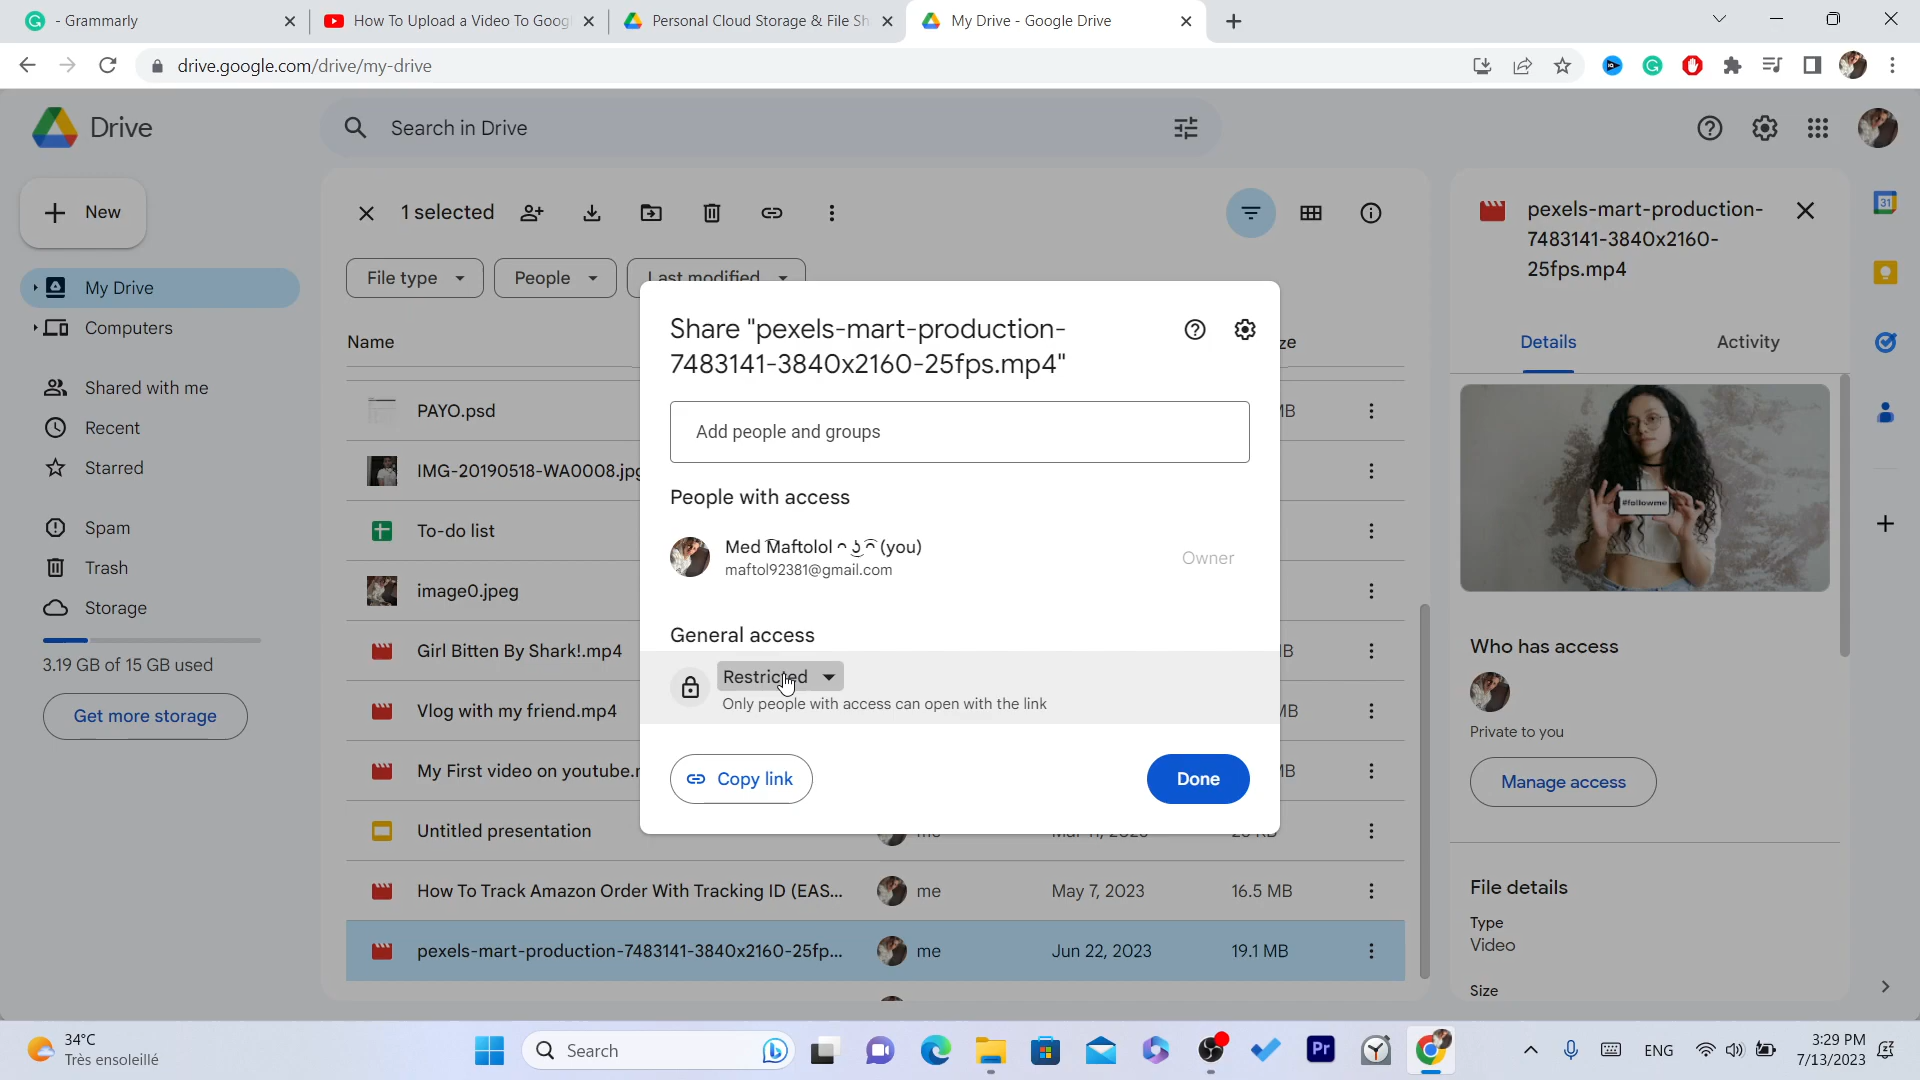 - Grammarly
How To Upload a Video To Goog
Personal Cloud Storage & File Sh
My Drive - Google Drive
drive.google.com/drive/my-drive
Drive
Search in Drive
New
1 selected
My Drive
Computers
Shared with me
Recent
Starred
Spam
Trash
Storage
3.19 GB of 15 GB used
Get more storage
File type
People
Last modified
Name
ze
PAYO.psd
IMG-20190518-WA0008.jpg
To-do list
image0.jpeg
Girl Bitten By Shark!.mp4
Vlog with my friend.mp4
My First video on youtube.
Untitled presentation
How To Track Amazon Order With Tracking ID (EAS... me May 7, 2023 16.5 MB
pexels-mart-production-7483141-3840x2160-25fp... me Jun 22, 2023 19.1 MB
Share "pexels-mart-production-
7483141-3840x2160-25fps.mp4"
Add people and groups
People with access
Med Maftolol (you)
maftol92381@gmail.com
Owner
General access
Restricted
Only people with access can open with the link
Copy link
Done
pexels-mart-production-
7483141-3840x2160-
25fps.mp4
Details
Activity
#followme
Who has access
Private to you
Manage access
File details
Type
Video
Size
31
34°C
Très ensoleillé
Search
Pr
ENG
3:29 PM
7/13/2023